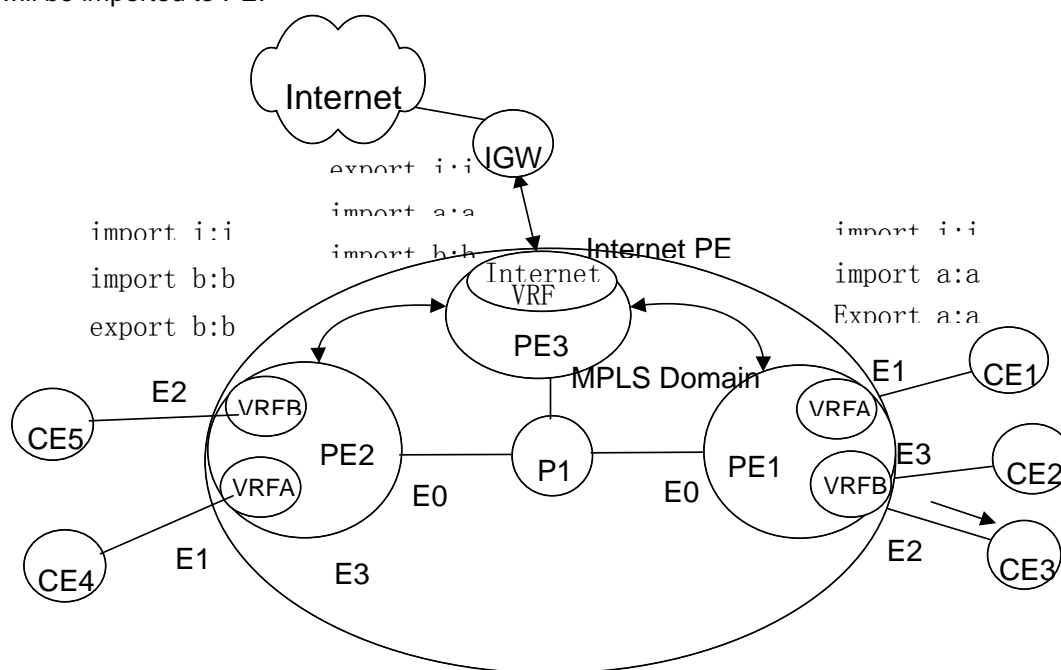 will be imported to PE.
Internet
IGW
export i:i
import a:a
import b:b
import i:i
import b:b
export b:b
import i:i
import a:a
Export a:a
Internet PE
Internet
VRF
PE3
MPLS Domain
E1
CE1
E2
VRFB
VRFA
CE5
PE2
P1
PE1
E3
CE2
VRFA
VRFB
E0
E0
E1
E3
E2
CE4
CE3